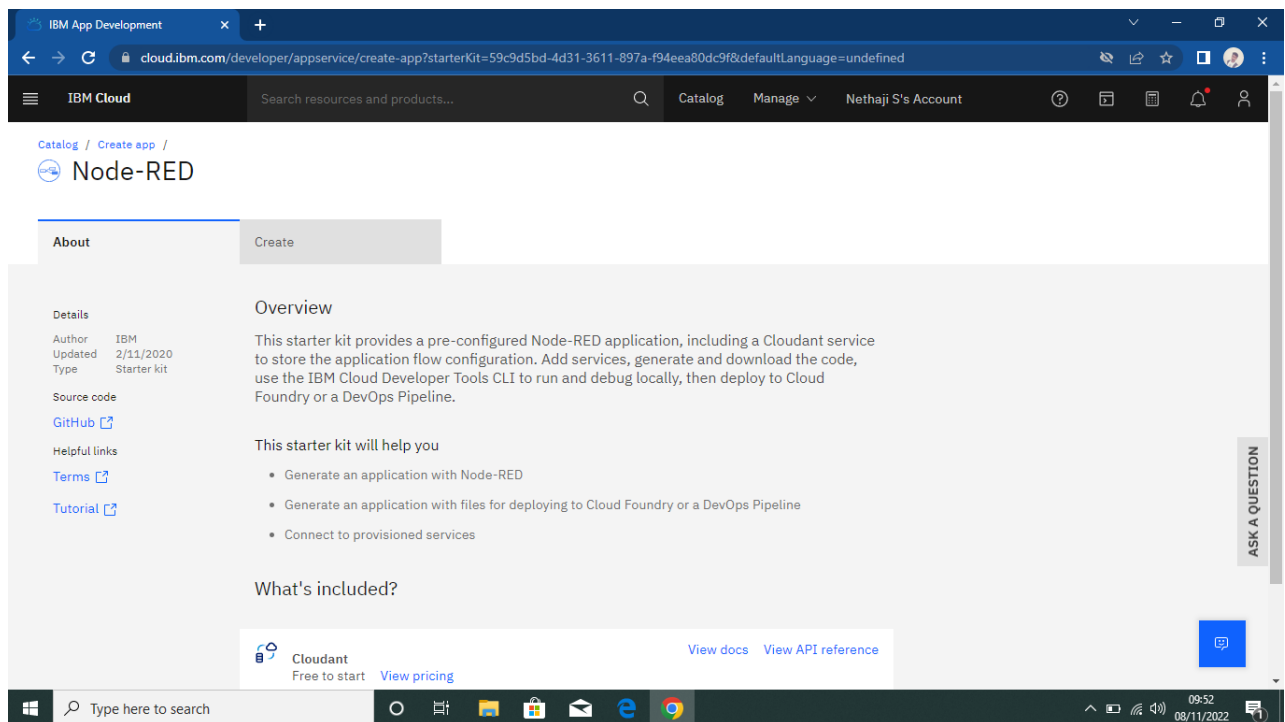 IBM App Development
cloud.ibm.com/developer/appservice/create-app?starterKit=59c9d5bd-4d31-3611-897a-f94eea80dc9f&defaultLanguage=undefined
IBM Cloud
Search resources and products...
Catalog
Manage
Nethaji S's Account
Catalog / Create app /
Node-RED
About
Create
Details
Author IBM
Updated 2/11/2020
Type Starter kit
Source code
GitHub
Helpful links
Terms
Tutorial
Overview
This starter kit provides a pre-configured Node-RED application, including a Cloudant service
to store the application flow configuration. Add services, generate and download the code,
use the IBM Cloud Developer Tools CLI to run and debug locally, then deploy to Cloud
Foundry or a DevOps Pipeline.
This starter kit will help you
• Generate an application with Node-RED
• Generate an application with files for deploying to Cloud Foundry or a DevOps Pipeline
• Connect to provisioned services
What's included?
Cloudant
Free to start View pricing
View docs View API reference
ASK A QUESTION
Type here to search
09:52
08/11/2022
1